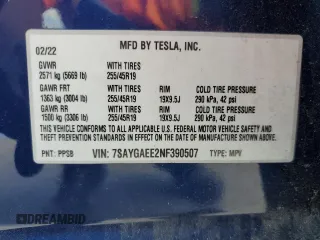 MFD BY TESLA, INC.
02/22
GVWR WITH TIRES
2571 kg (5669 lb) 255/45R19
GAWR FRT WITH TIRES RIM COLD TIRE PRESSURE
1363 kg (3004 lb) 255/45R19 19X9.5J 290 kPa, 42 psi
GAWR RR WITH TIRES RIM COLD TIRE PRESSURE
1500 kg (3306 lb) 255/45R19 19X9.5J 290 kPa, 42 psi
THIS VEHICLE CONFORMS TO ALL APPLICABLE FEDERAL MOTOR VEHICLE SAFETY AND
THEFT PREVENTION STANDARDS IN EFFECT ON THE DATE OF MANUFACTURE SHOWN ABOVE.
PNT: PPSB VIN: 7SAYGAEE2NF390507 TYPE: MPV
©DREAMBID